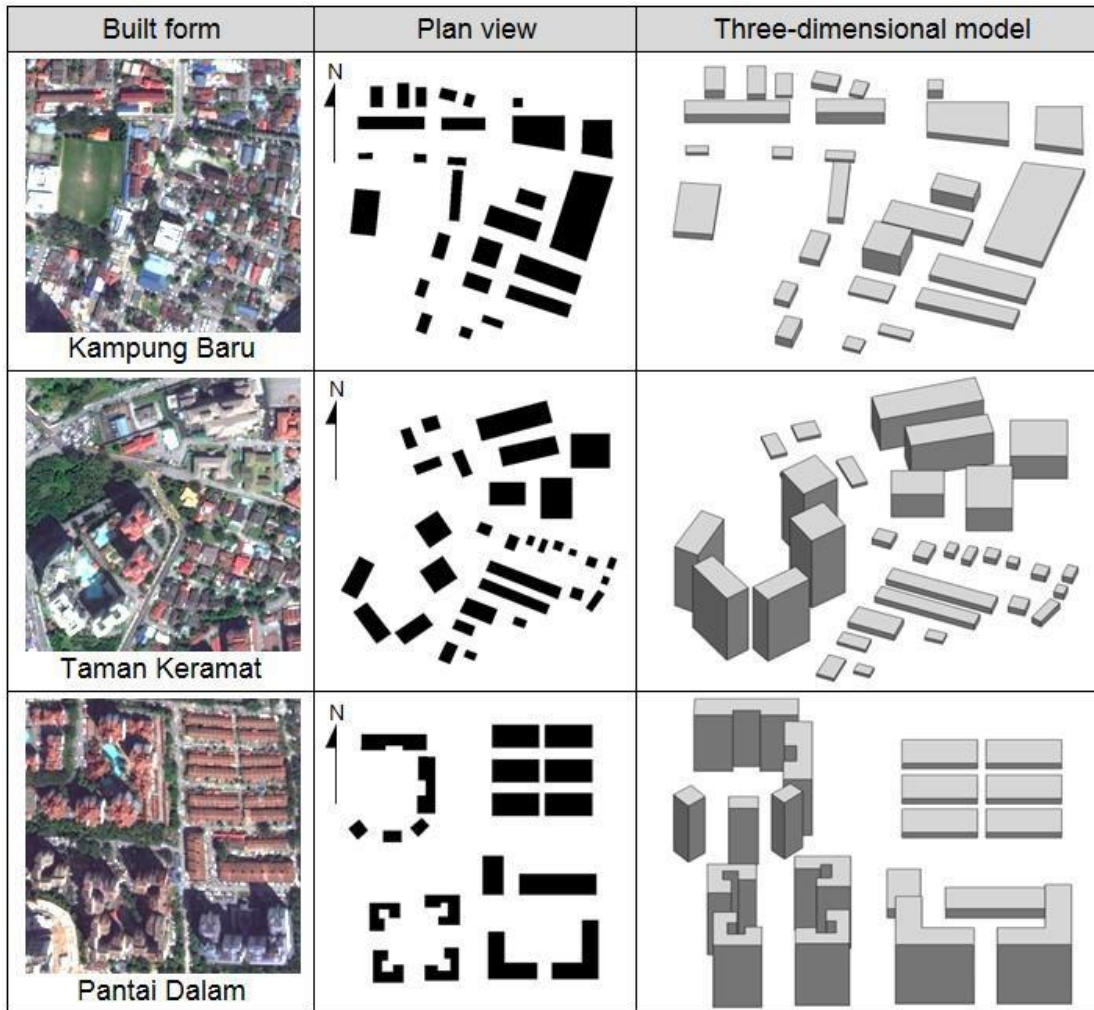 Built form
Plan view
Three-dimensional model
Kampung Baru
N
Taman Keramat
N
Pantai Dalam
N